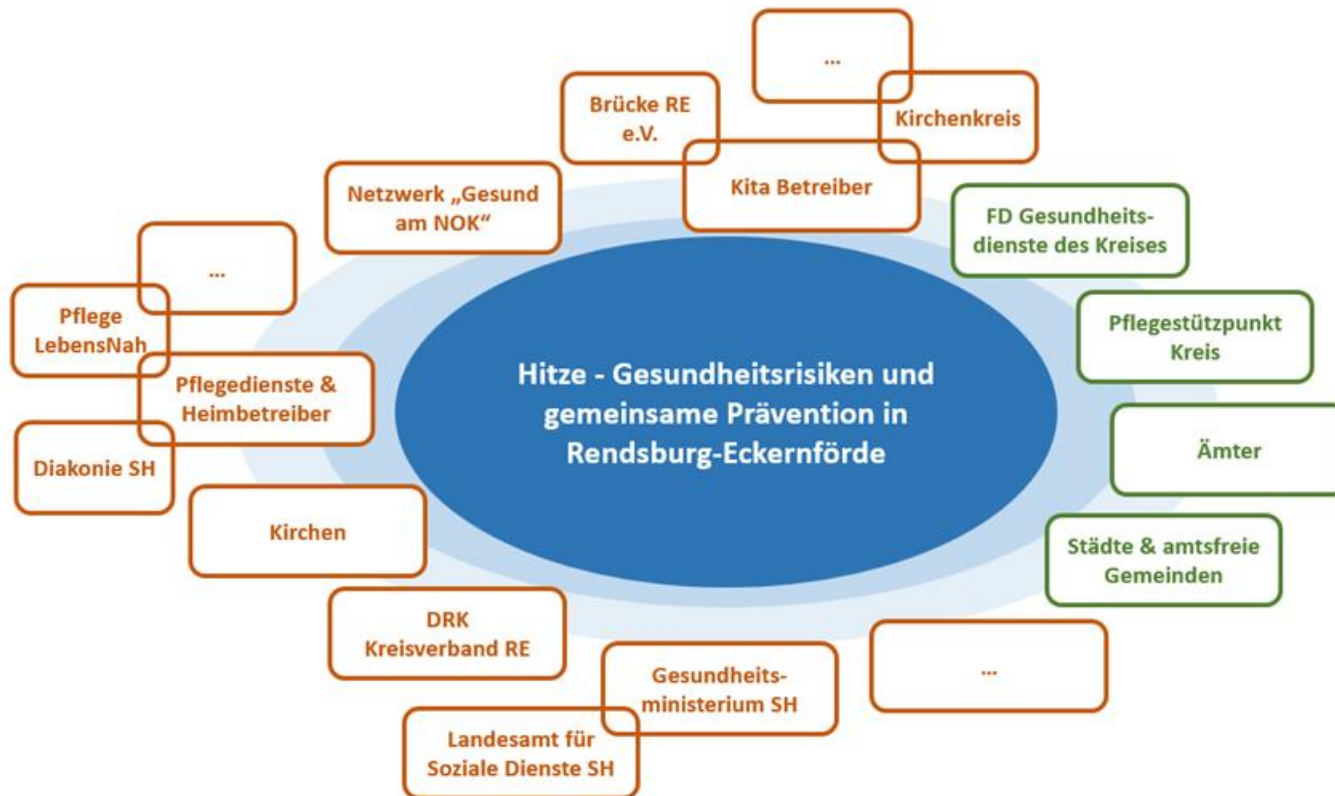 ...
Brücke RE
e.V.
Kirchenkreis
Kita Betreiber
Netzwerk „Gesund
am NOK“
FD Gesundheits-
dienste des Kreises
...
Pflege
LebensNah
Pflegestützpunkt
Kreis
Pflegedienste &
Heimbetreiber
Hitze - Gesundheitsrisiken und
gemeinsame Prävention in
Rendsburg-Eckernförde
Ämter
Diakonie SH
Kirchen
Städte & amtsfreie
Gemeinden
DRK
Kreisverband RE
...
Gesundheits-
ministerium SH
Landesamt für
Soziale Dienste SH